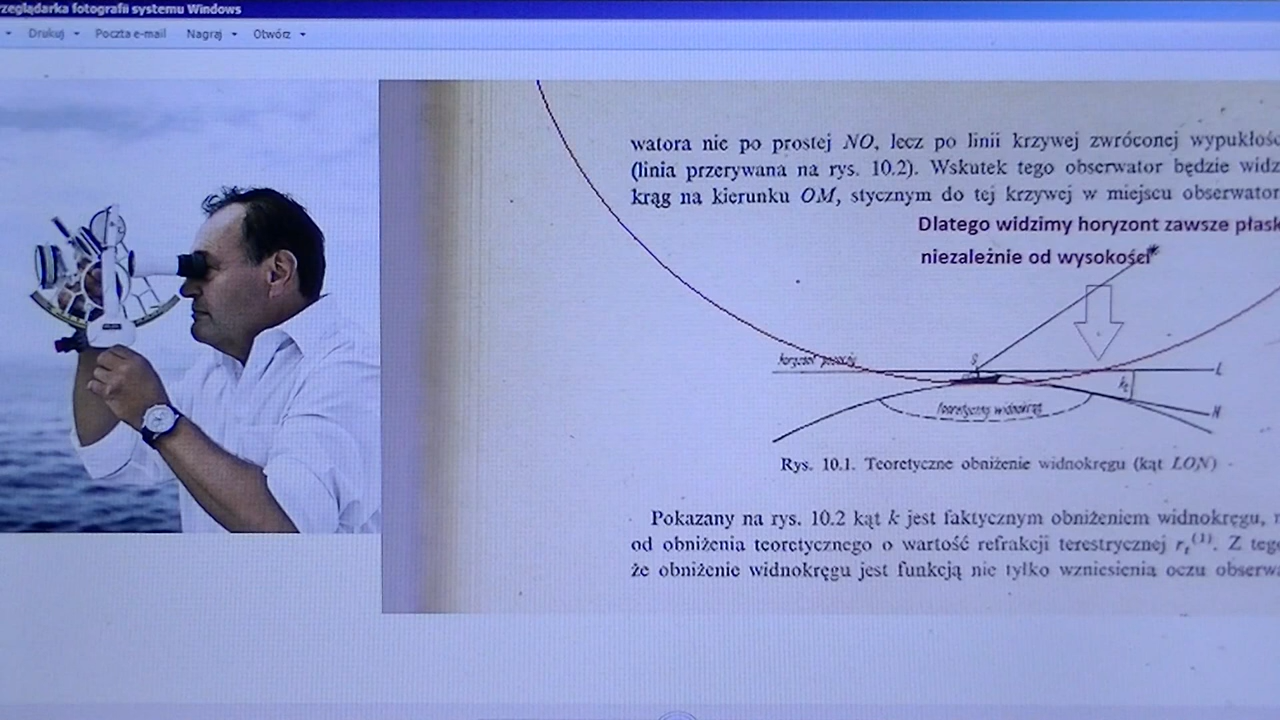 zeglądarka fotografii systemu Windows
Drukuj Poczta e-mail Nagraj Otwórz
watora nie po prostej NO, lecz po linii krzywej zwróconej wypukłośc
(linia przerywana na rys. 10.2). Wskutek tego obserwator będzie widz
krąg na kierunku OM, stycznym do tej krzywej w miejscu obserwator
Dlatego widzimy horyzont zawsze płask
niezależnie od wysokości
L
teoretyczny widnokrąg
N
Rys. 10.1. Teoretyczne obniżenie widnokręgu (kąt LON)
Pokazany na rys. 10.2 kąt k jest faktycznym obniżeniem widnokręgu,
od obniżenia teoretycznego o wartość refrakcji terestrycznej r_t^(1). Z teg
że obniżenie widnokręgu jest funkcją nie tylko wzniesienia oczu obserwa